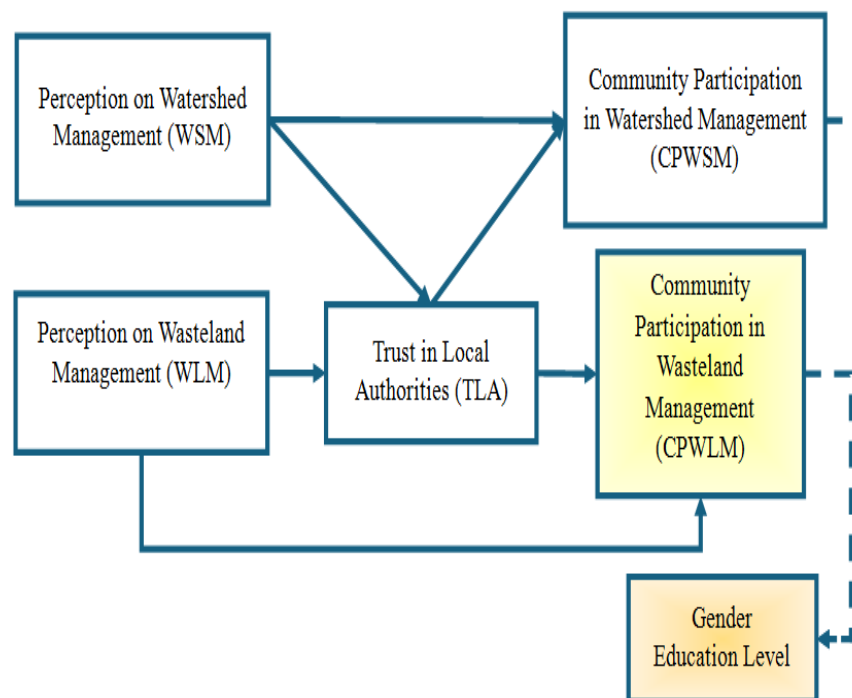 Perception on Watershed
Management (WSM)
Community Participation
in Watershed Management
(CPWSM)
Perception on Wasteland
Management (WLM)
Trust in Local
Authorities (TLA)
Community
Participation in
Wasteland
Management
(CPWLM)
Gender
Education Level